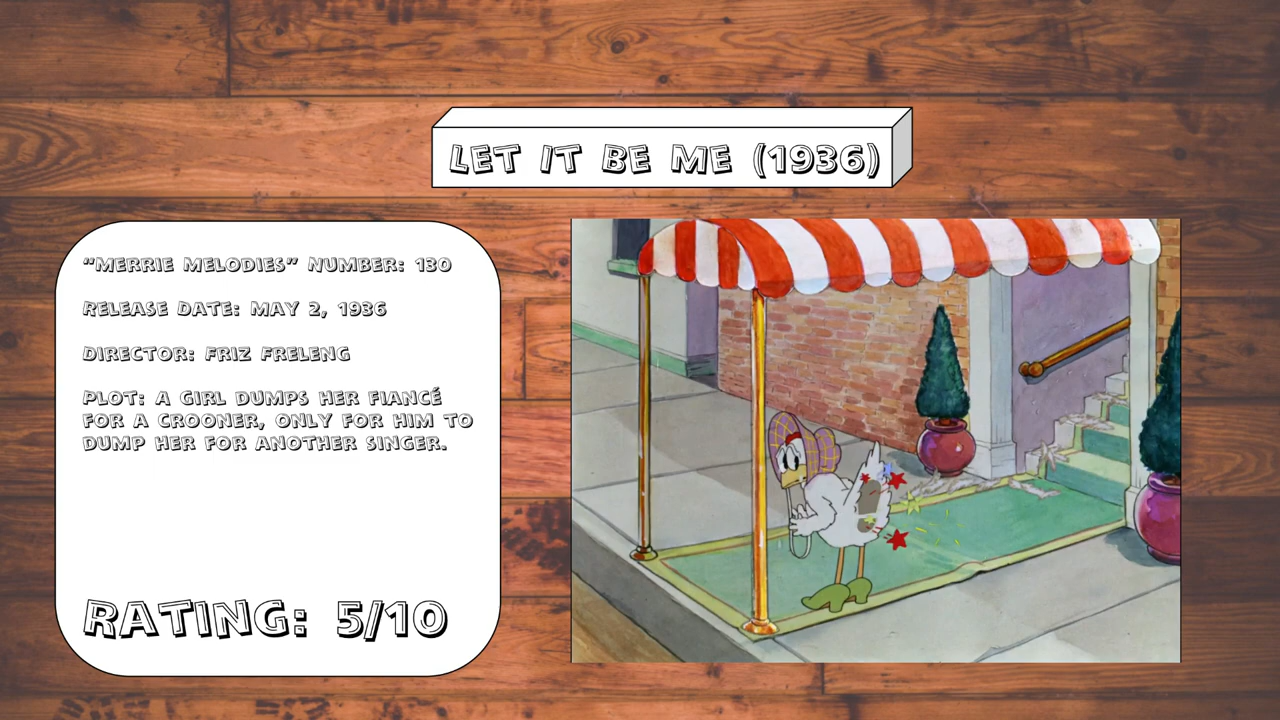 LET IT BE ME (1936)
"MERRIE MELODIES" NUMBER: 130
RELEASE DATE: MAY 2, 1936
DIRECTOR: FRIZ FRELENG
PLOT: A GIRL DUMPS HER FIANCÉ
FOR A CROONER, ONLY FOR HIM TO
DUMP HER FOR ANOTHER SINGER.
RATING: 5/10